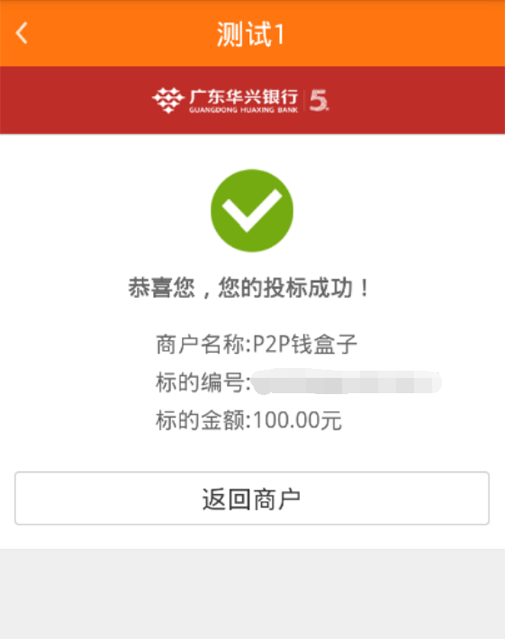 测试1
广东华兴银行 5
GUANGDONG HUAXING BANK
恭喜您，您的投标成功！
商户名称:P2P钱盒子
标的编号:
标的金额:100.00元
返回商户